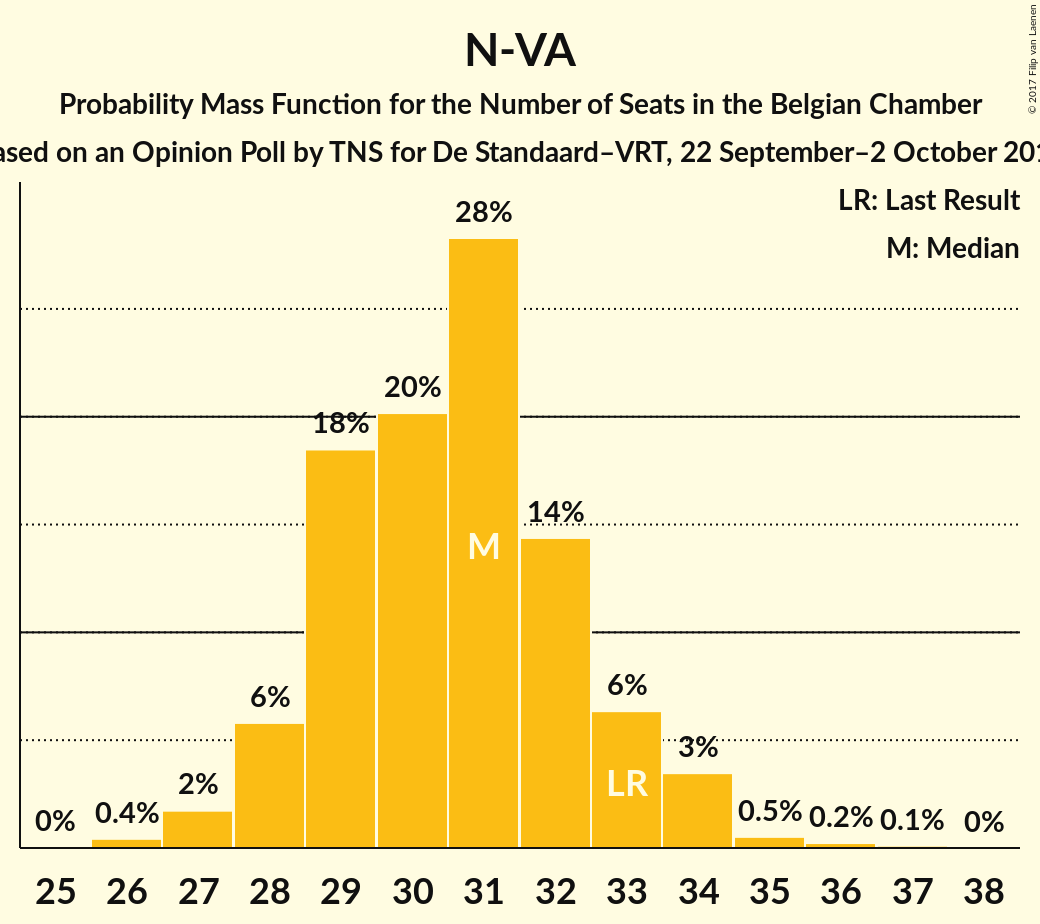 N-VA
Probability Mass Function for the Number of Seats in the Belgian Chamber
on an Opinion Poll by TNS for De Standaard–VRT, 22 September–2 October
© 2017 Filip van Laenen
LR: Last Result
M: Median
0% 0.4% 2% 6% 18% 20% 28% 14% 6% 3% 0.5% 0.2% 0.1% 0%
M
LR
25 26 27 28 29 30 31 32 33 34 35 36 37 38